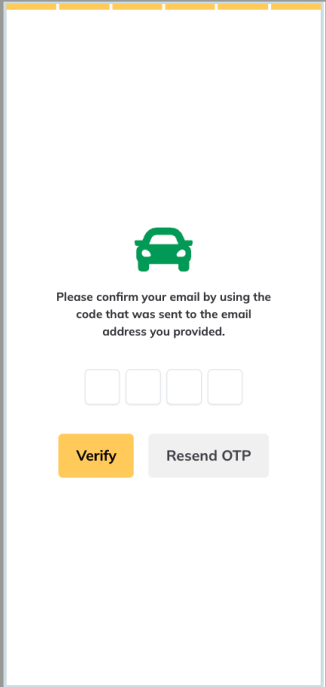 Please confirm your email by using the
code that was sent to the email
address you provided.
Verify
Resend OTP